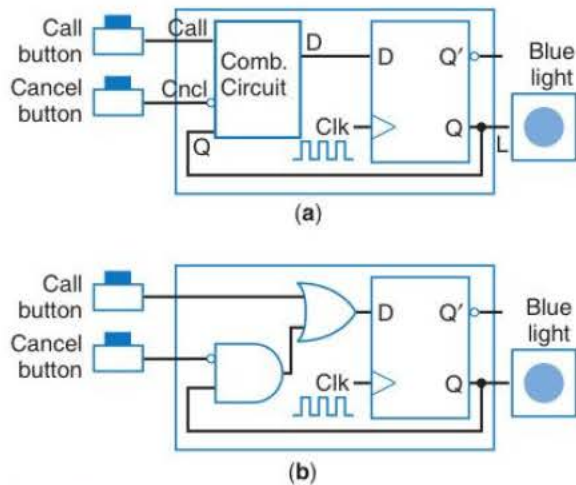 Call
button
Call
Cancel
button
Cncl
Comb.
Circuit
Q
D
D
Q′
Clk
Q
L
Blue
light
(a)
Call
button
Cancel
button
D
Q′
Clk
Q
Blue
light
(b)